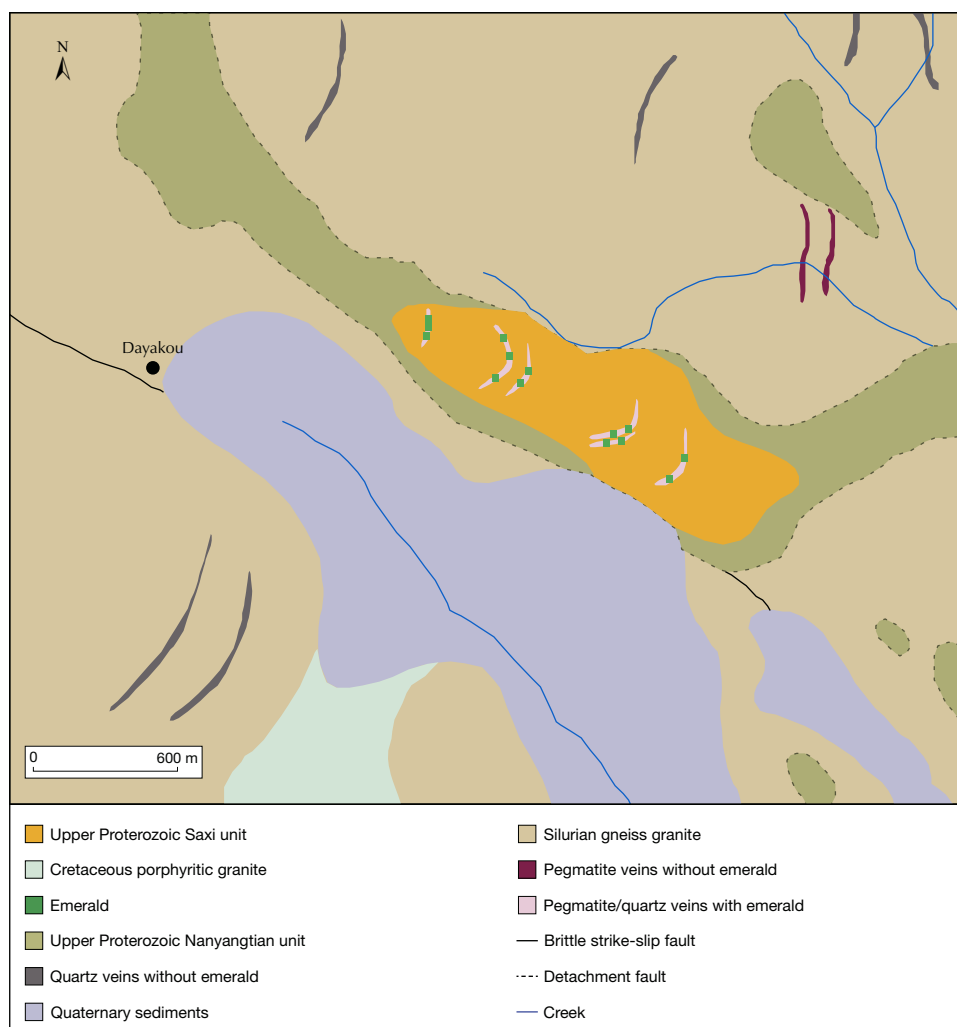 N
Dayakou
0 600 m
Upper Proterozoic Saxi unit
Cretaceous porphyritic granite
Emerald
Upper Proterozoic Nanyangtian unit
Quartz veins without emerald
Quaternary sediments
Silurian gneiss granite
Pegmatite veins without emerald
Pegmatite/quartz veins with emerald
Brittle strike-slip fault
Detachment fault
Creek